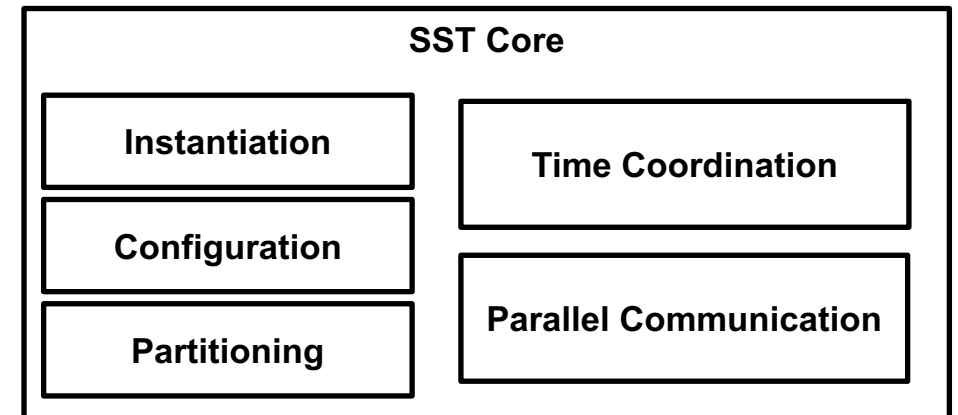 SST Core
Instantiation
Configuration
Partitioning
Time Coordination
Parallel Communication